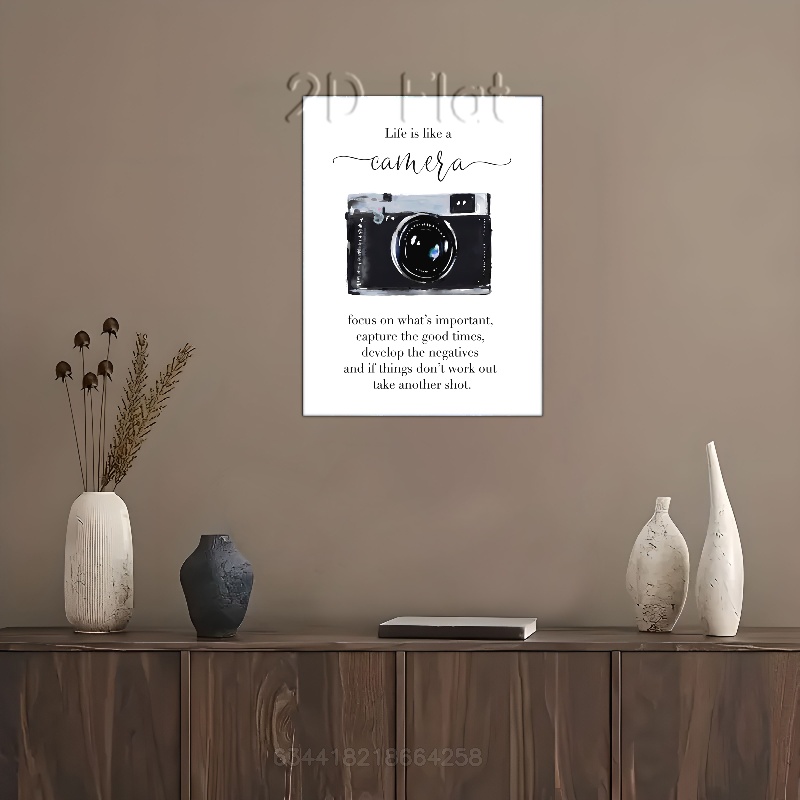 2D Flat
Life is like a
camera
focus on what's important,
capture the good times,
develop the negatives
and if things don't work out
take another shot.
634418218664258